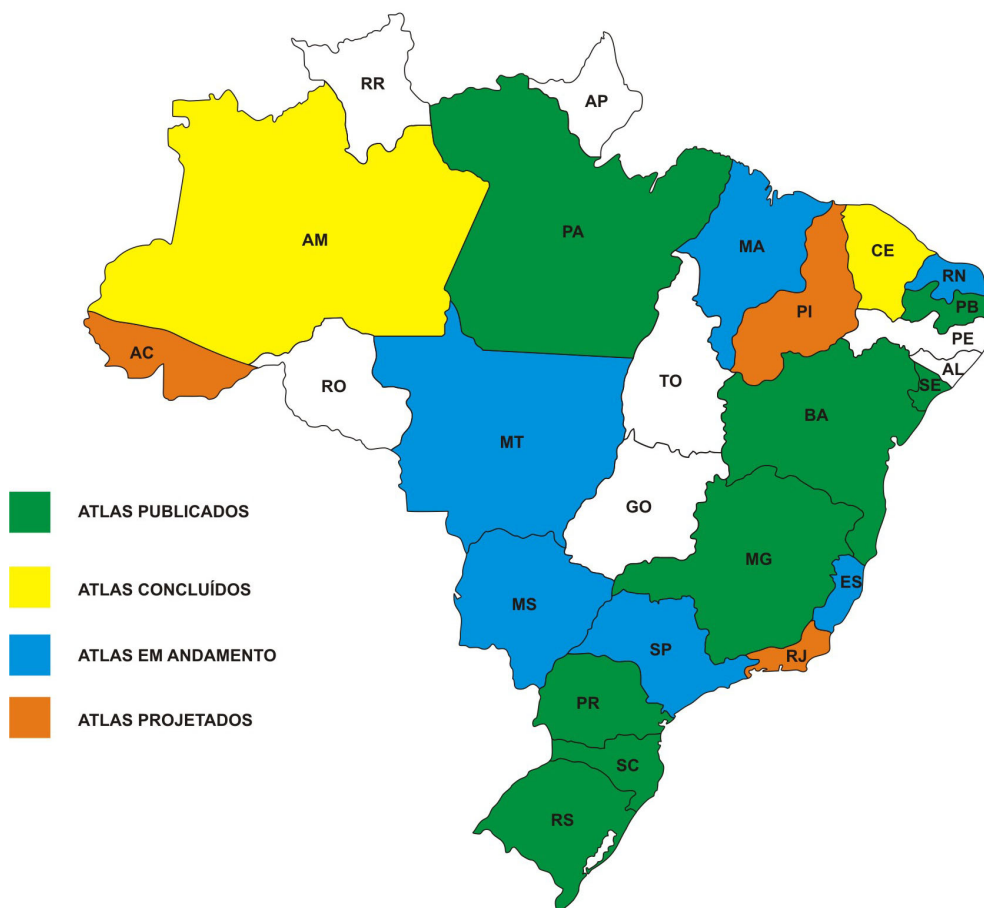 RR
AP
AM
PA
MA
CE
RN
PB
PI
PE
AC
AL
RO
TO
SE
BA
MT
GO
ATLAS PUBLICADOS
MG
ATLAS CONCLUÍDOS
ES
MS
ATLAS EM ANDAMENTO
SP
RJ
PR
ATLAS PROJETADOS
SC
RS